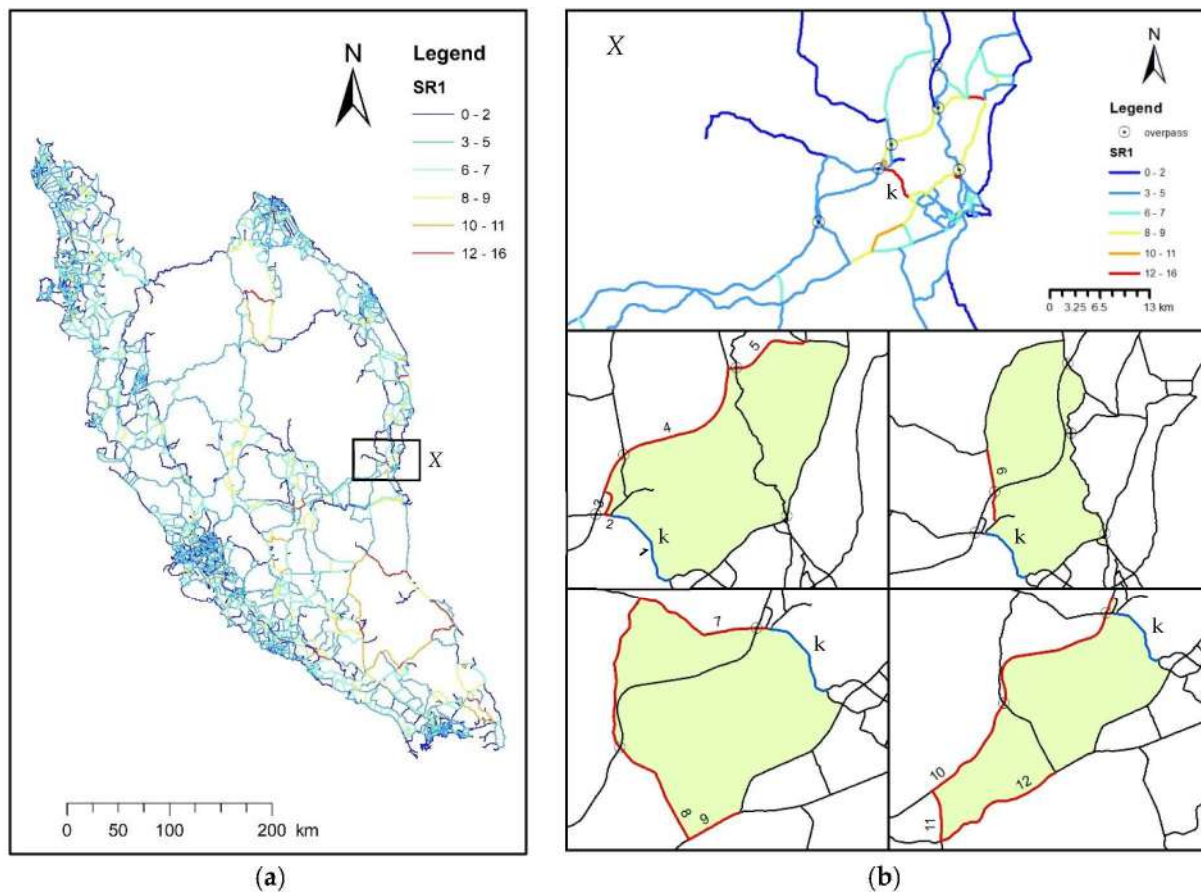 N
Legend
SR1
0 - 2
3 - 5
6 - 7
8 - 9
10 - 11
12 - 16
X
0 50 100 200 km
(a)
X
N
Legend
overpass
SR1
0 - 2
3 - 5
6 - 7
8 - 9
10 - 11
12 - 16
0 3.25 6.5 13 km
k
5
4
3
2
k
1
6
k
7
k
8
9
k
10
12
11
(b)